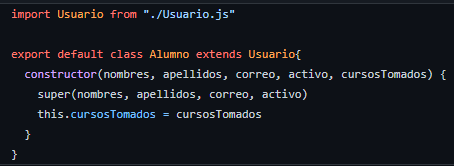 import Usuario from "./Usuario.js"
export default class Alumno extends Usuario{
constructor(nombres, apellidos, correo, activo, cursosTomados) {
super(nombres, apellidos, correo, activo)
this.cursosTomados = cursosTomados
}
}